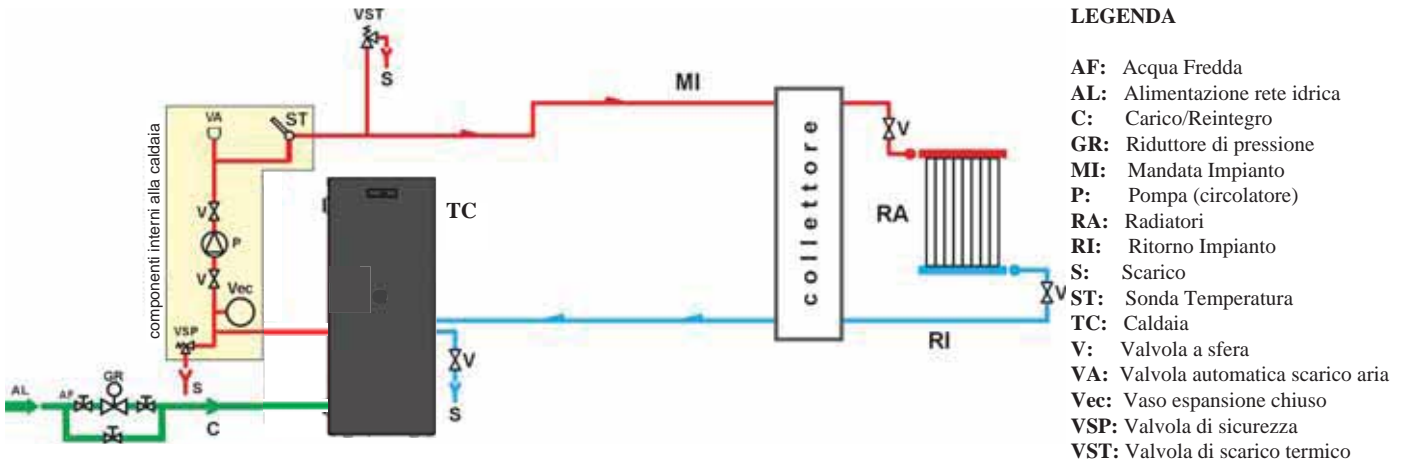 VST
S
MI
VA
ST
componenti interni alla caldaia
V
P
V
Vec
VSP
S
TC
collettore
V
RA
V
RI
V
S
AL
AF
GR
C
LEGENDA
AF: Acqua Fredda
AL: Alimentazione rete idrica
C: Carico/Reintegro
GR: Riduttore di pressione
MI: Mandata Impianto
P: Pompa (circolatore)
RA: Radiatori
RI: Ritorno Impianto
S: Scarico
ST: Sonda Temperatura
TC: Caldaia
V: Valvola a sfera
VA: Valvola automatica scarico aria
Vec: Vaso espansione chiuso
VSP: Valvola di sicurezza
VST: Valvola di scarico termico